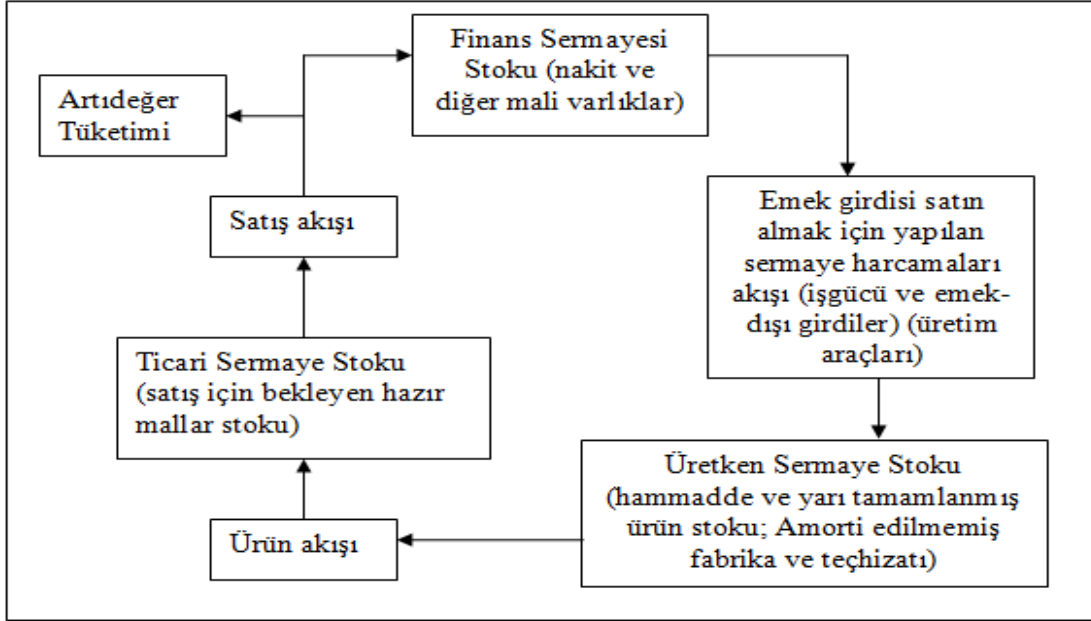 Finans Sermayesi
Stoku (nakit ve
diğer mali varlıklar)
Artıdeğer
Tüketimi
Satış akışı
Emek girdisi satın
almak için yapılan
sermaye harcamaları
akışı (işgücü ve emek-
dışı girdiler) (üretim
araçları)
Ticari Sermaye Stoku
(satış için bekleyen hazır
mallar stoku)
Üretken Sermaye Stoku
(hammadde ve yarı tamamlanmış
ürün stoku; Amorti edilmemiş
fabrika ve teçhizatı)
Ürün akışı